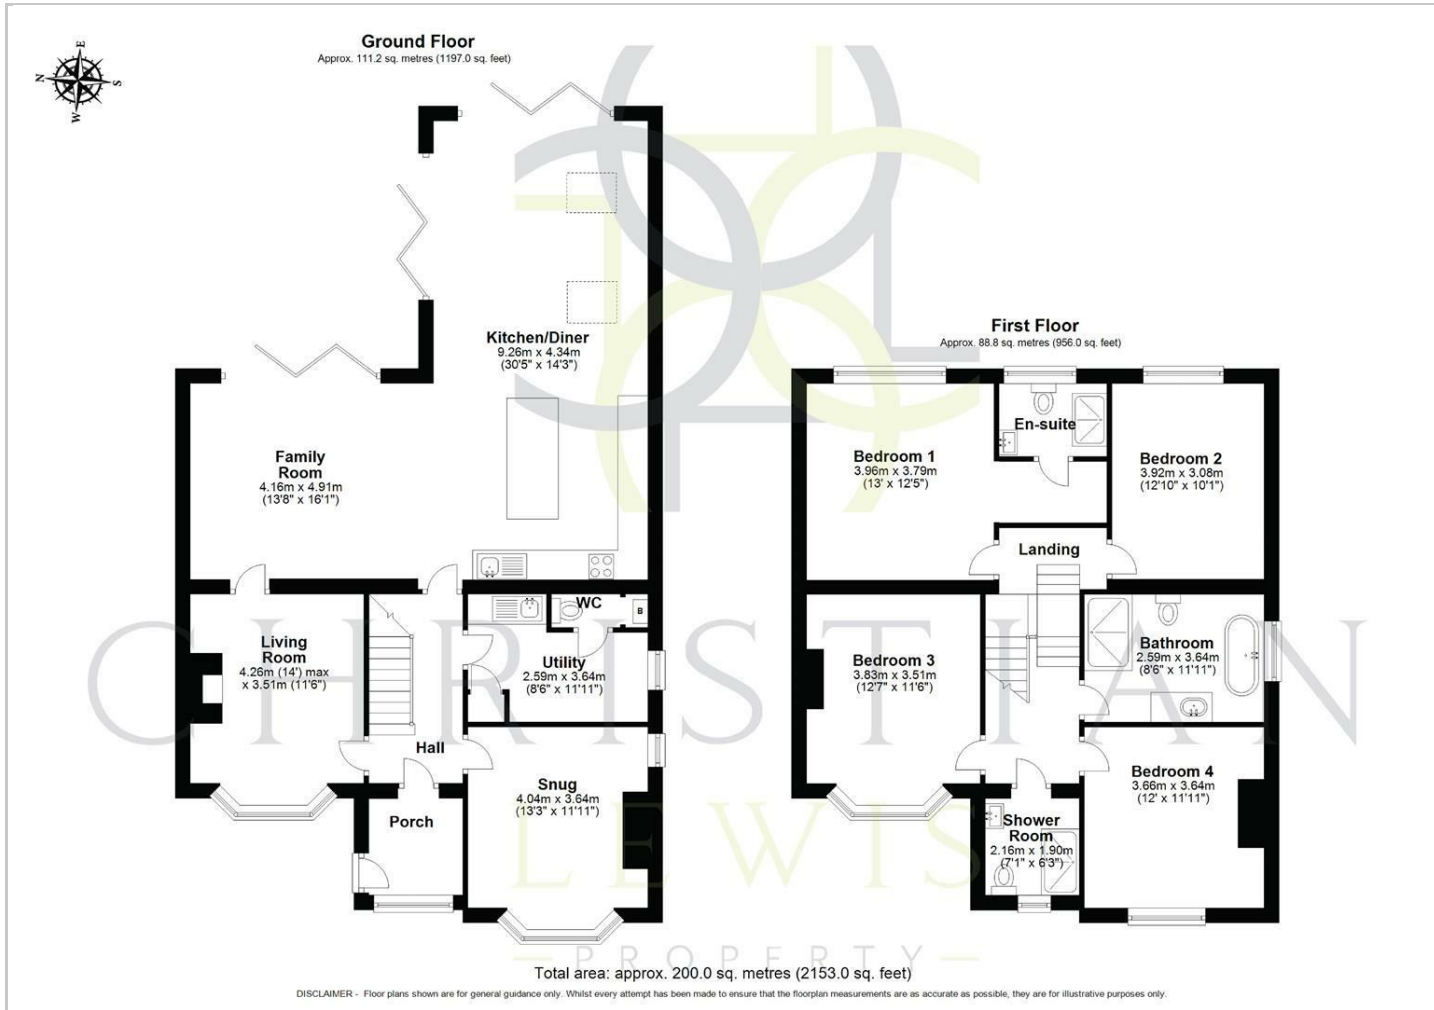 Ground Floor
Approx. 111.2 sq. metres (1197.0 sq. feet)
N
E
S
W
Kitchen/Diner
9.26m x 4.34m
(30'5" x 14'3")
Family
Room
4.16m x 4.91m
(13'8" x 16'1")
Living
Room
4.26m (14') max
x 3.51m (11'6")
WC
B
Utility
2.59m x 3.64m
(8'6" x 11'11")
Hall
Snug
4.04m x 3.64m
(13'3" x 11'11")
Porch
First Floor
Approx. 88.8 sq. metres (956.0 sq. feet)
En-suite
Bedroom 1
3.96m x 3.79m
(13' x 12'5")
Bedroom 2
3.92m x 3.08m
(12'10" x 10'1")
Landing
Bedroom 3
3.83m x 3.51m
(12'7" x 11'6")
Bathroom
2.59m x 3.64m
(8'6" x 11'11")
Bedroom 4
3.66m x 3.64m
(12' x 11'11")
Shower
Room
2.16m x 1.90m
(7'1" x 6'3")
CHRISTIAN
LEWIS
PROPERTY
Total area: approx. 200.0 sq. metres (2153.0 sq. feet)
DISCLAIMER - Floor plans shown are for general guidance only. Whilst every attempt has been made to ensure that the floorplan measurements are as accurate as possible, they are for illustrative purposes only.